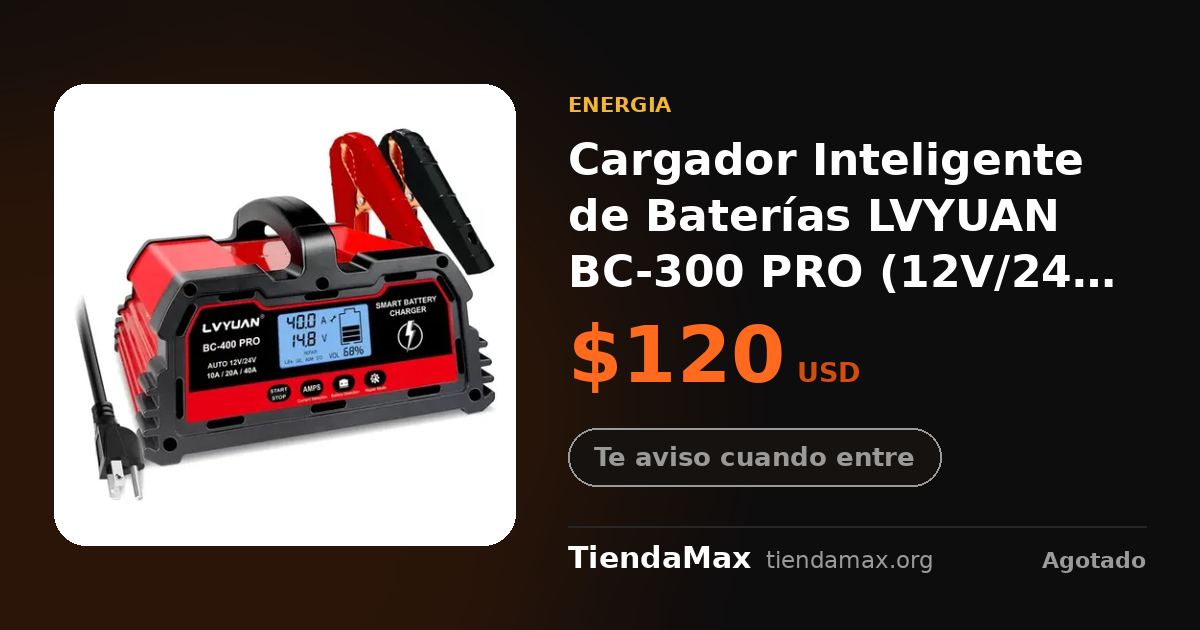 ENERGIA
Cargador Inteligente
de Baterías LVYUAN
BC-300 PRO (12V/24…
$120 USD
Te aviso cuando entre
TiendaMax tiendamax.org Agotado
LVYUAN®
BC-400 PRO
AUTO 12V/24V
10A / 20A / 40A
40.0 A
14.8 V
VOL 68%
SMART BATTERY
CHARGER
START
STOP
AMPS